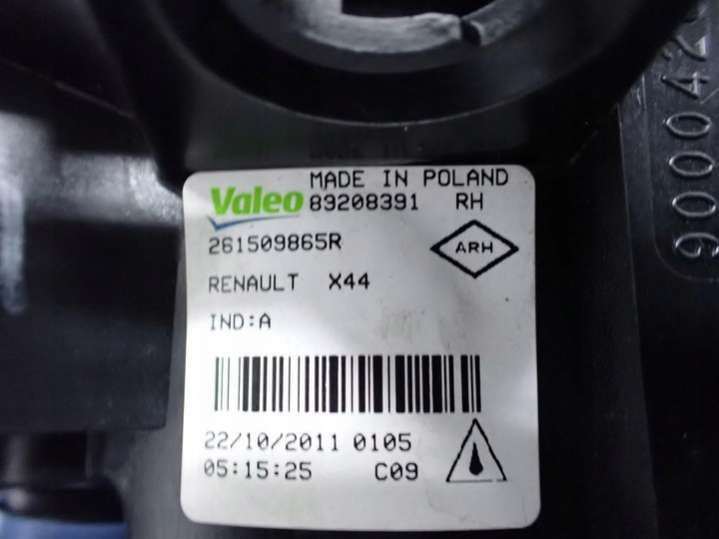 MADE IN POLAND
Valeo 89208391 RH
261509865R
ARH
RENAULT X44
IND:A
22/10/2011 0105
05:15:25 C09